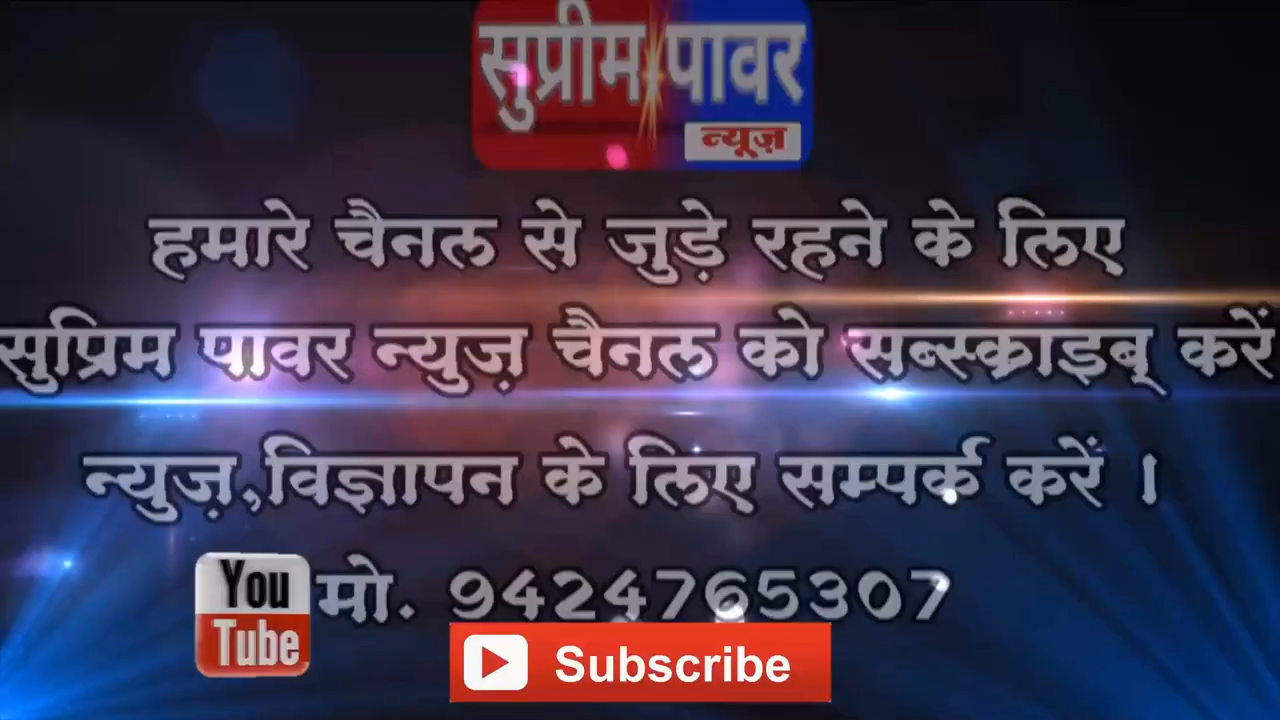 सुप्रीम पावर
न्यूज़
हमारे चैनल से जुड़े रहने के लिए
सुप्रिम पावर न्युज़ चैनल को सब्स्क्राइब् करें
न्युज़,विज्ञापन के लिए सम्पर्क करें ।
You
Tube
मो. 9424765307
Subscribe